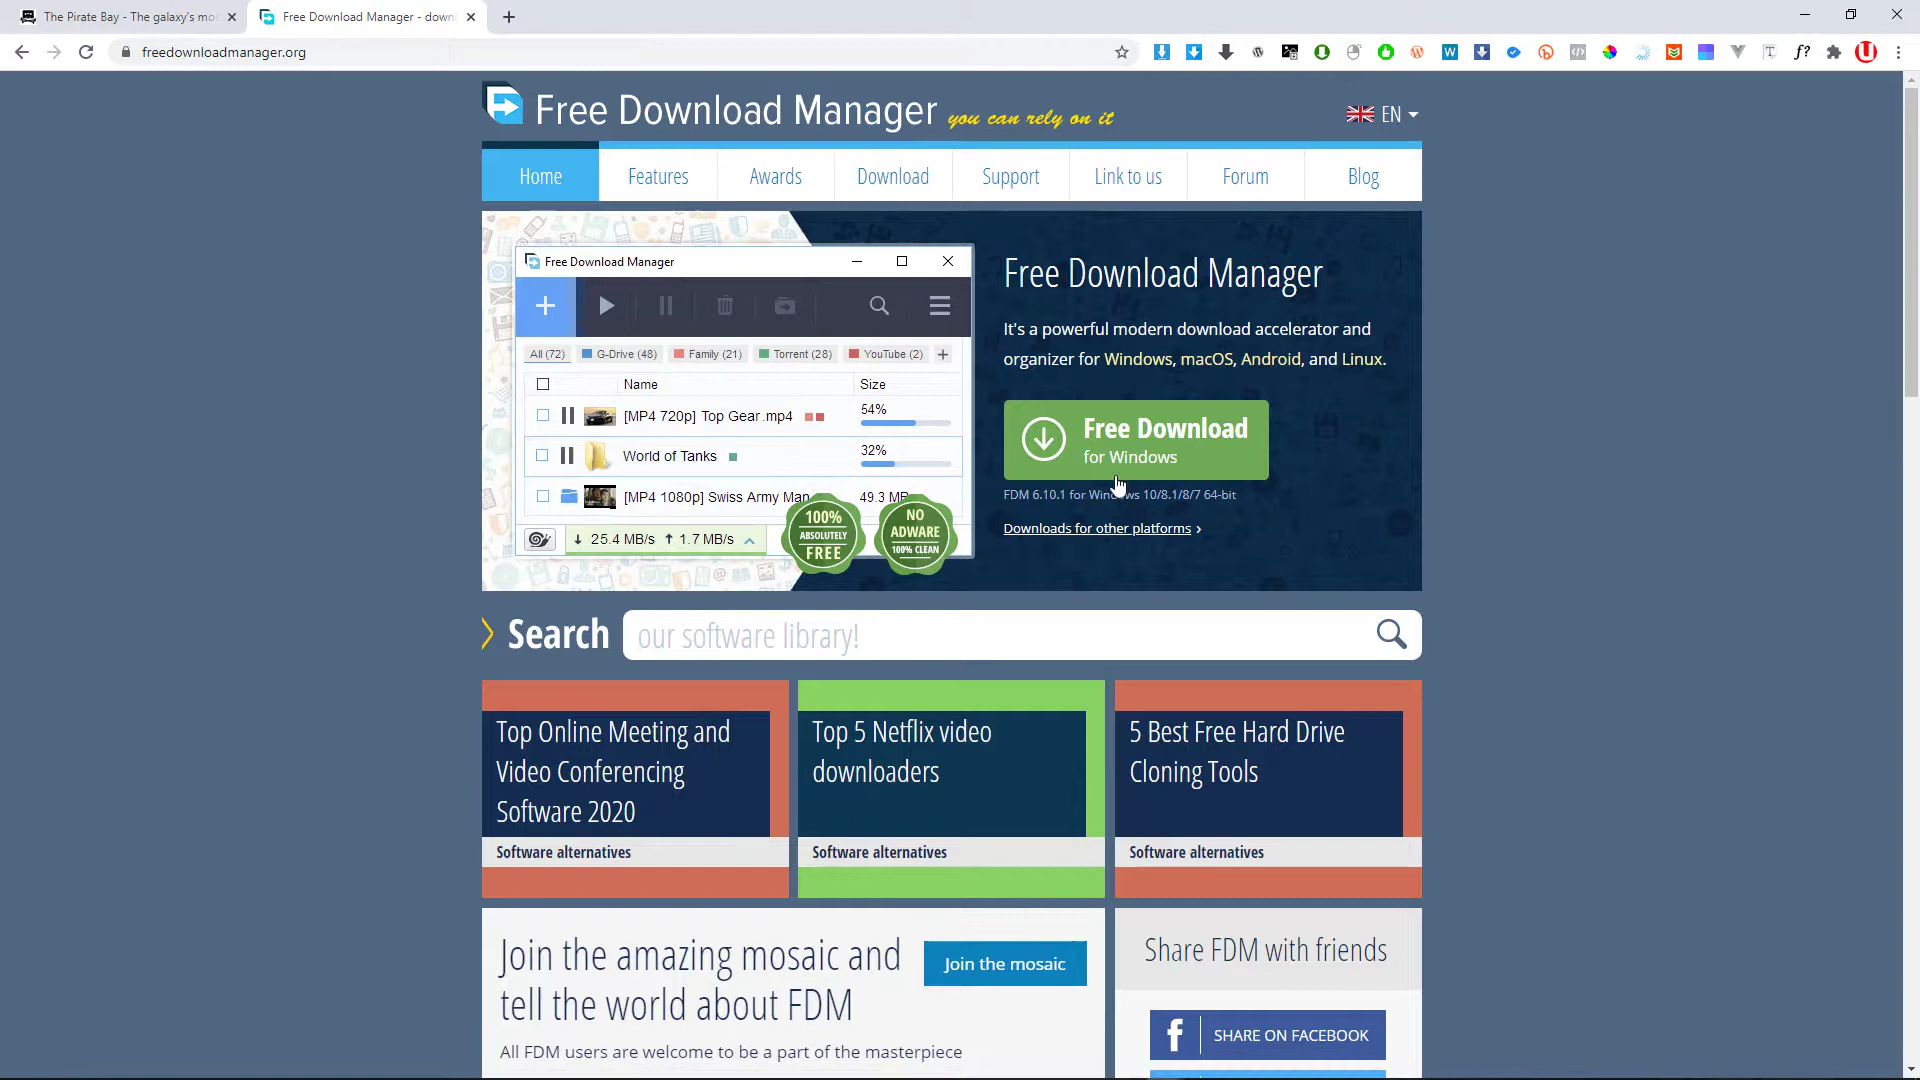 The Pirate Bay - The galaxy's mo
Free Download Manager - downl
freedownloadmanager.org
Free Download Manager you can rely on it
EN
Home
Features
Awards
Download
Support
Link to us
Forum
Blog
Free Download Manager
All (72)
G-Drive (48)
Family (21)
Torrent (28)
YouTube (2)
Name
Size
[MP4 720p] Top Gear .mp4
54%
World of Tanks
32%
[MP4 1080p] Swiss Army Man
49.3 MB
25.4 MB/s
1.7 MB/s
100%
ABSOLUTELY
FREE
NO
ADWARE
100% CLEAN
Free Download Manager
It's a powerful modern download accelerator and
organizer for Windows, macOS, Android, and Linux.
Free Download
for Windows
FDM 6.10.1 for Windows 10/8.1/8/7 64-bit
Downloads for other platforms ›
Search
our software library!
Top Online Meeting and
Video Conferencing
Software 2020
Software alternatives
Top 5 Netflix video
downloaders
Software alternatives
5 Best Free Hard Drive
Cloning Tools
Software alternatives
Join the amazing mosaic and
tell the world about FDM
Join the mosaic
All FDM users are welcome to be a part of the masterpiece
Share FDM with friends
SHARE ON FACEBOOK